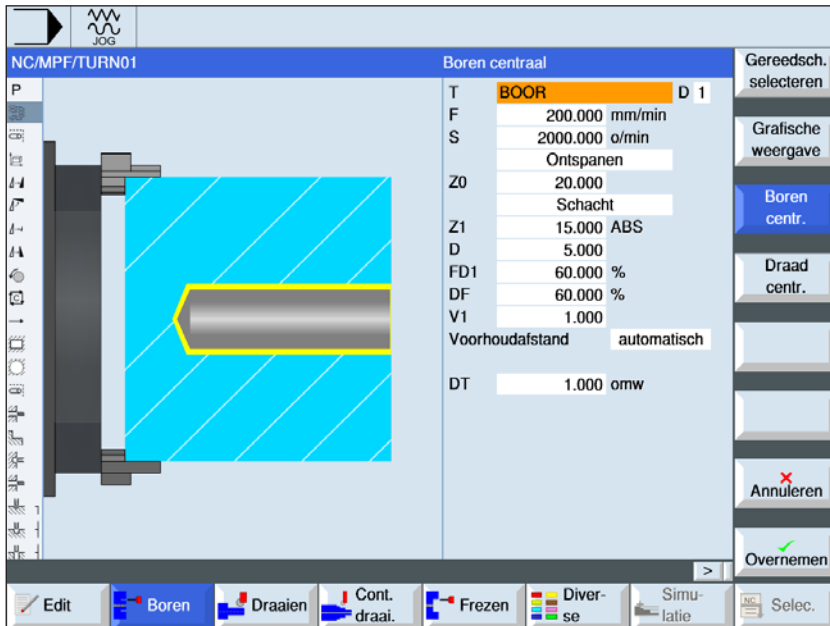 JOG
NC/MPF/TURN01
Boren centraal
P
T BOOR D 1
F 200.000 mm/min
S 2000.000 o/min
Ontspanen
Z0 20.000
Schacht
Z1 15.000 ABS
D 5.000
FD1 60.000 %
DF 60.000 %
V1 1.000
Voorhoudafstand automatisch
DT 1.000 omw
>
Gereedsch.
selecteren
Grafische
weergave
Boren
centr.
Draad
centr.
Annuleren
Overnemen
Edit
Boren
Draaien
Cont.
draai.
Frezen
Diver-
se
Simu-
latie
NC
Selec.